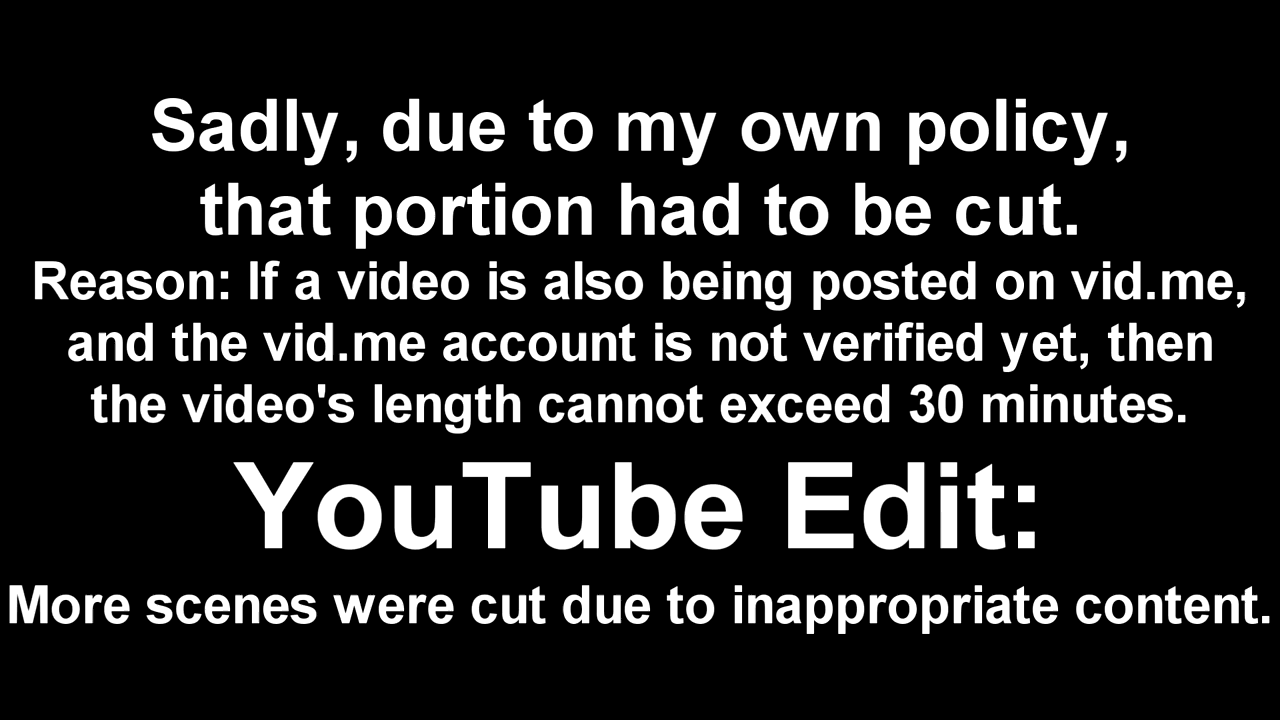 Sadly, due to my own policy,
that portion had to be cut.
Reason: If a video is also being posted on vid.me,
and the vid.me account is not verified yet, then
the video's length cannot exceed 30 minutes.
YouTube Edit:
More scenes were cut due to inappropriate content.